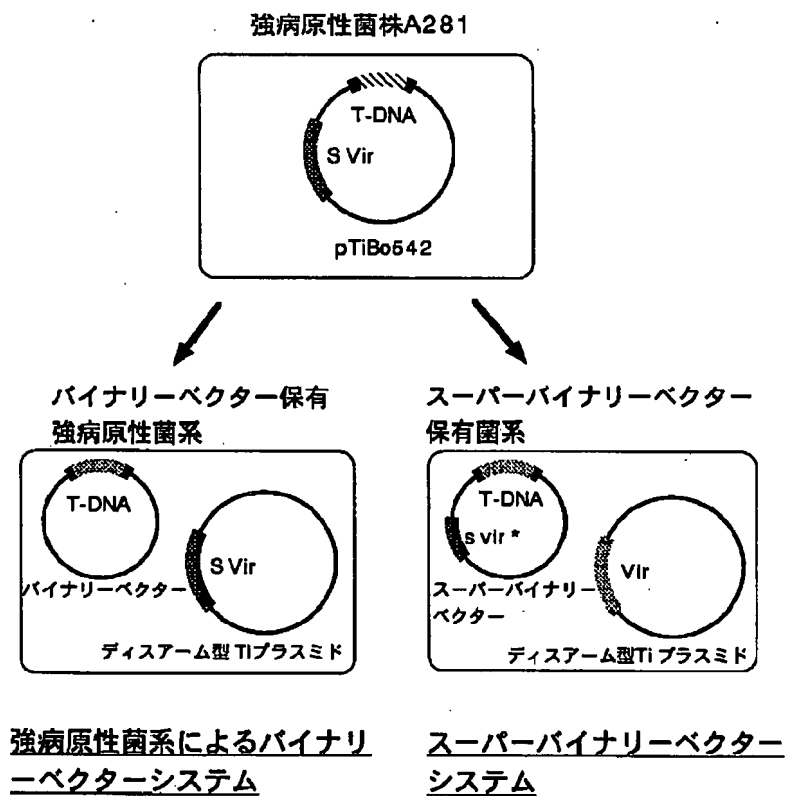 強病原性菌株A281
T-DNA
S Vir
pTiBo542
バイナリーベクター保有
強病原性菌系
スーパーバイナリーベクター
保有菌系
T-DNA
S Vir
バイナリーベクター
ディスアーム型 Tiプラスミド
T-DNA
s vir *
Vir
スーパーバイナリー
ベクター
ディスアーム型Ti プラスミド
強病原性菌系によるバイナリ
ーベクターシステム
スーパーバイナリーベクター
システム